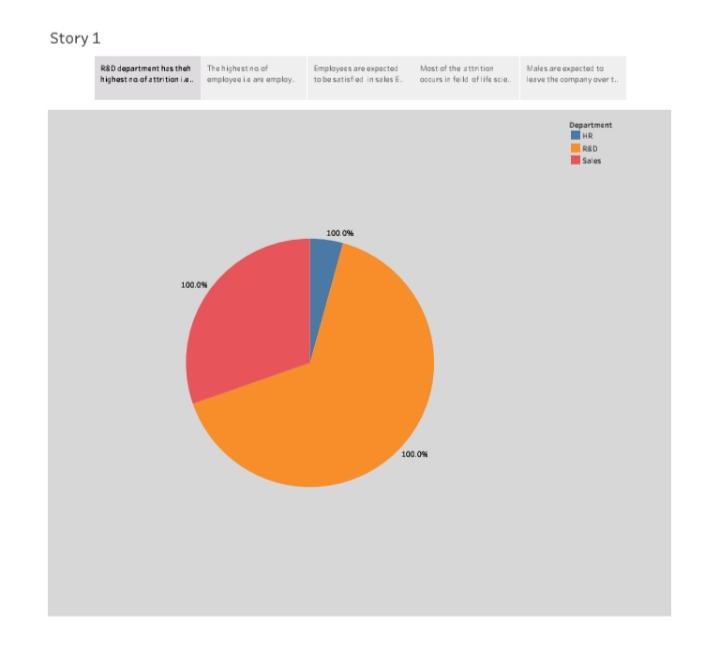 Story 1
R&D department has theh
highest no. of attrition i.e..
The highest no. of
employee i.e are employ..
Employees are expected
to be satisfied in sales E..
Most of the attrition
occurs in feild of life scie..
Males are expected to
leave the company over t..
Department
HR
R&D
Sales
100.0%
100.0%
100.0%